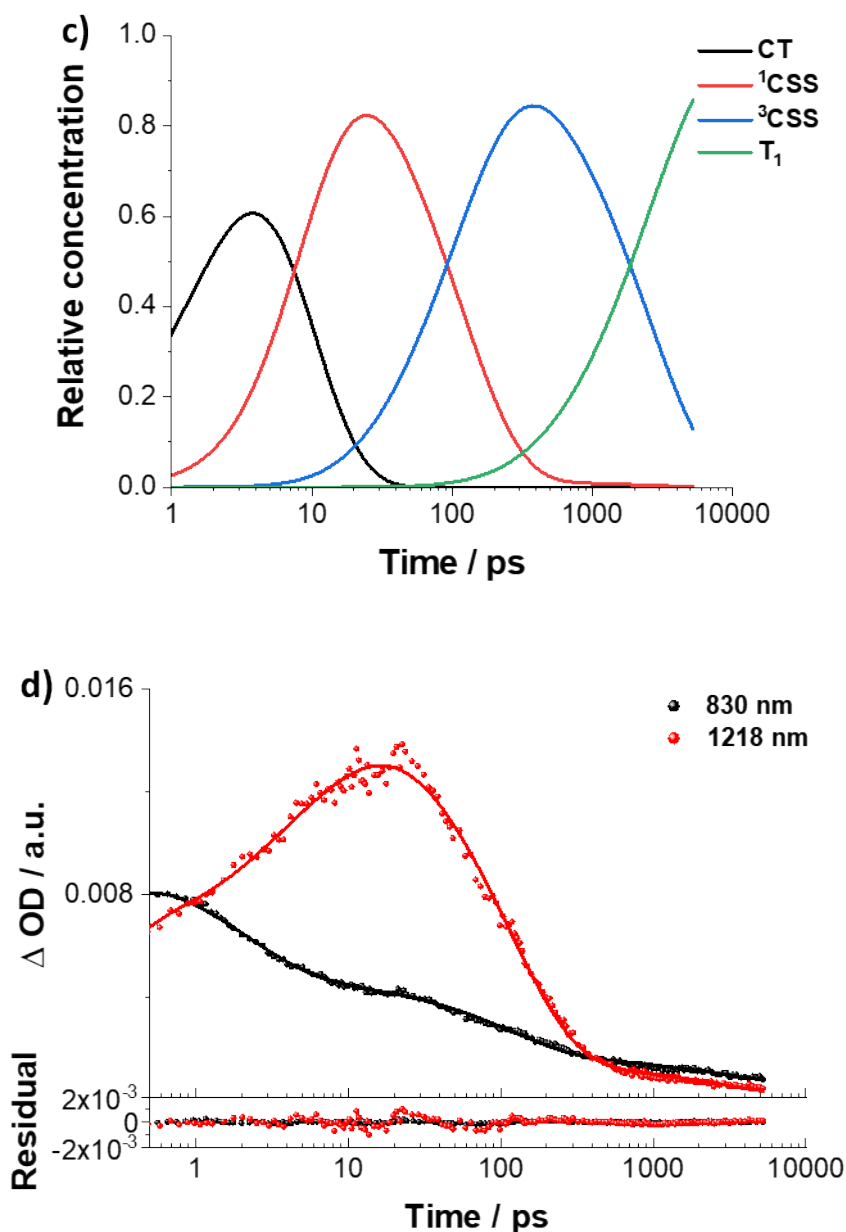 c)
1.0
0.8
0.6
0.4
0.2
0.0
Relative concentration
CT
¹CSS
³CSS
T₁
1
10
100
1000
10000
Time / ps
d)
0.016
0.008
Δ OD / a.u.
830 nm
1218 nm
Residual
2x10⁻³
0
-2x10⁻³
1
10
100
1000
10000
Time / ps